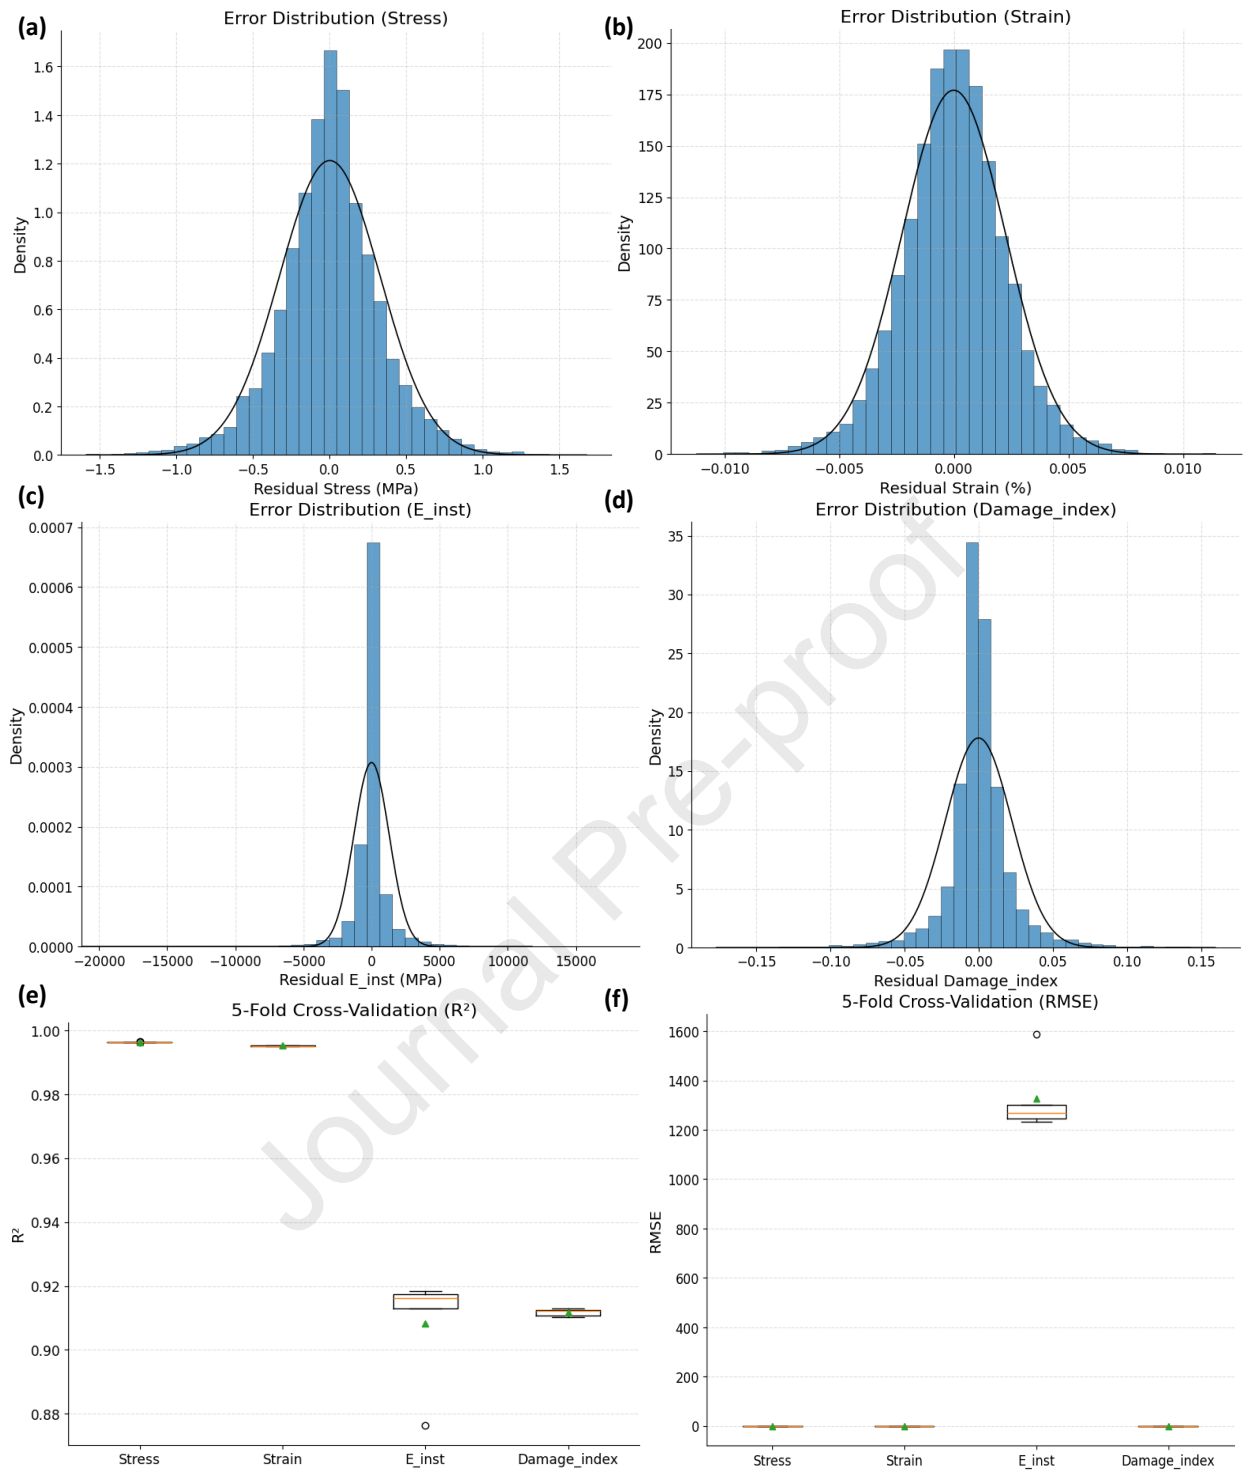 (a)
Error Distribution (Stress)
1.6
1.4
1.2
1.0
0.8
0.6
0.4
0.2
0.0
Density
−1.5 −1.0 −0.5 0.0 0.5 1.0 1.5
Residual Stress (MPa)
(b)
Error Distribution (Strain)
200
175
150
125
100
75
50
25
0
Density
−0.010 −0.005 0.000 0.005 0.010
Residual Strain (%)
(c)
Error Distribution (E_inst)
0.0007
0.0006
0.0005
0.0004
0.0003
0.0002
0.0001
0.0000
Density
−20000 −15000 −10000 −5000 0 5000 10000 15000
Residual E_inst (MPa)
(d)
Error Distribution (Damage_index)
35
30
25
20
15
10
5
0
Density
−0.15 −0.10 −0.05 0.00 0.05 0.10 0.15
Residual Damage_index
(e)
5-Fold Cross-Validation (R²)
1.00
0.98
0.96
0.94
0.92
0.90
0.88
R²
Stress Strain E_inst Damage_index
(f)
5-Fold Cross-Validation (RMSE)
1600
1400
1200
1000
800
600
400
200
0
RMSE
Stress Strain E_inst Damage_index
Journal Pre-proof